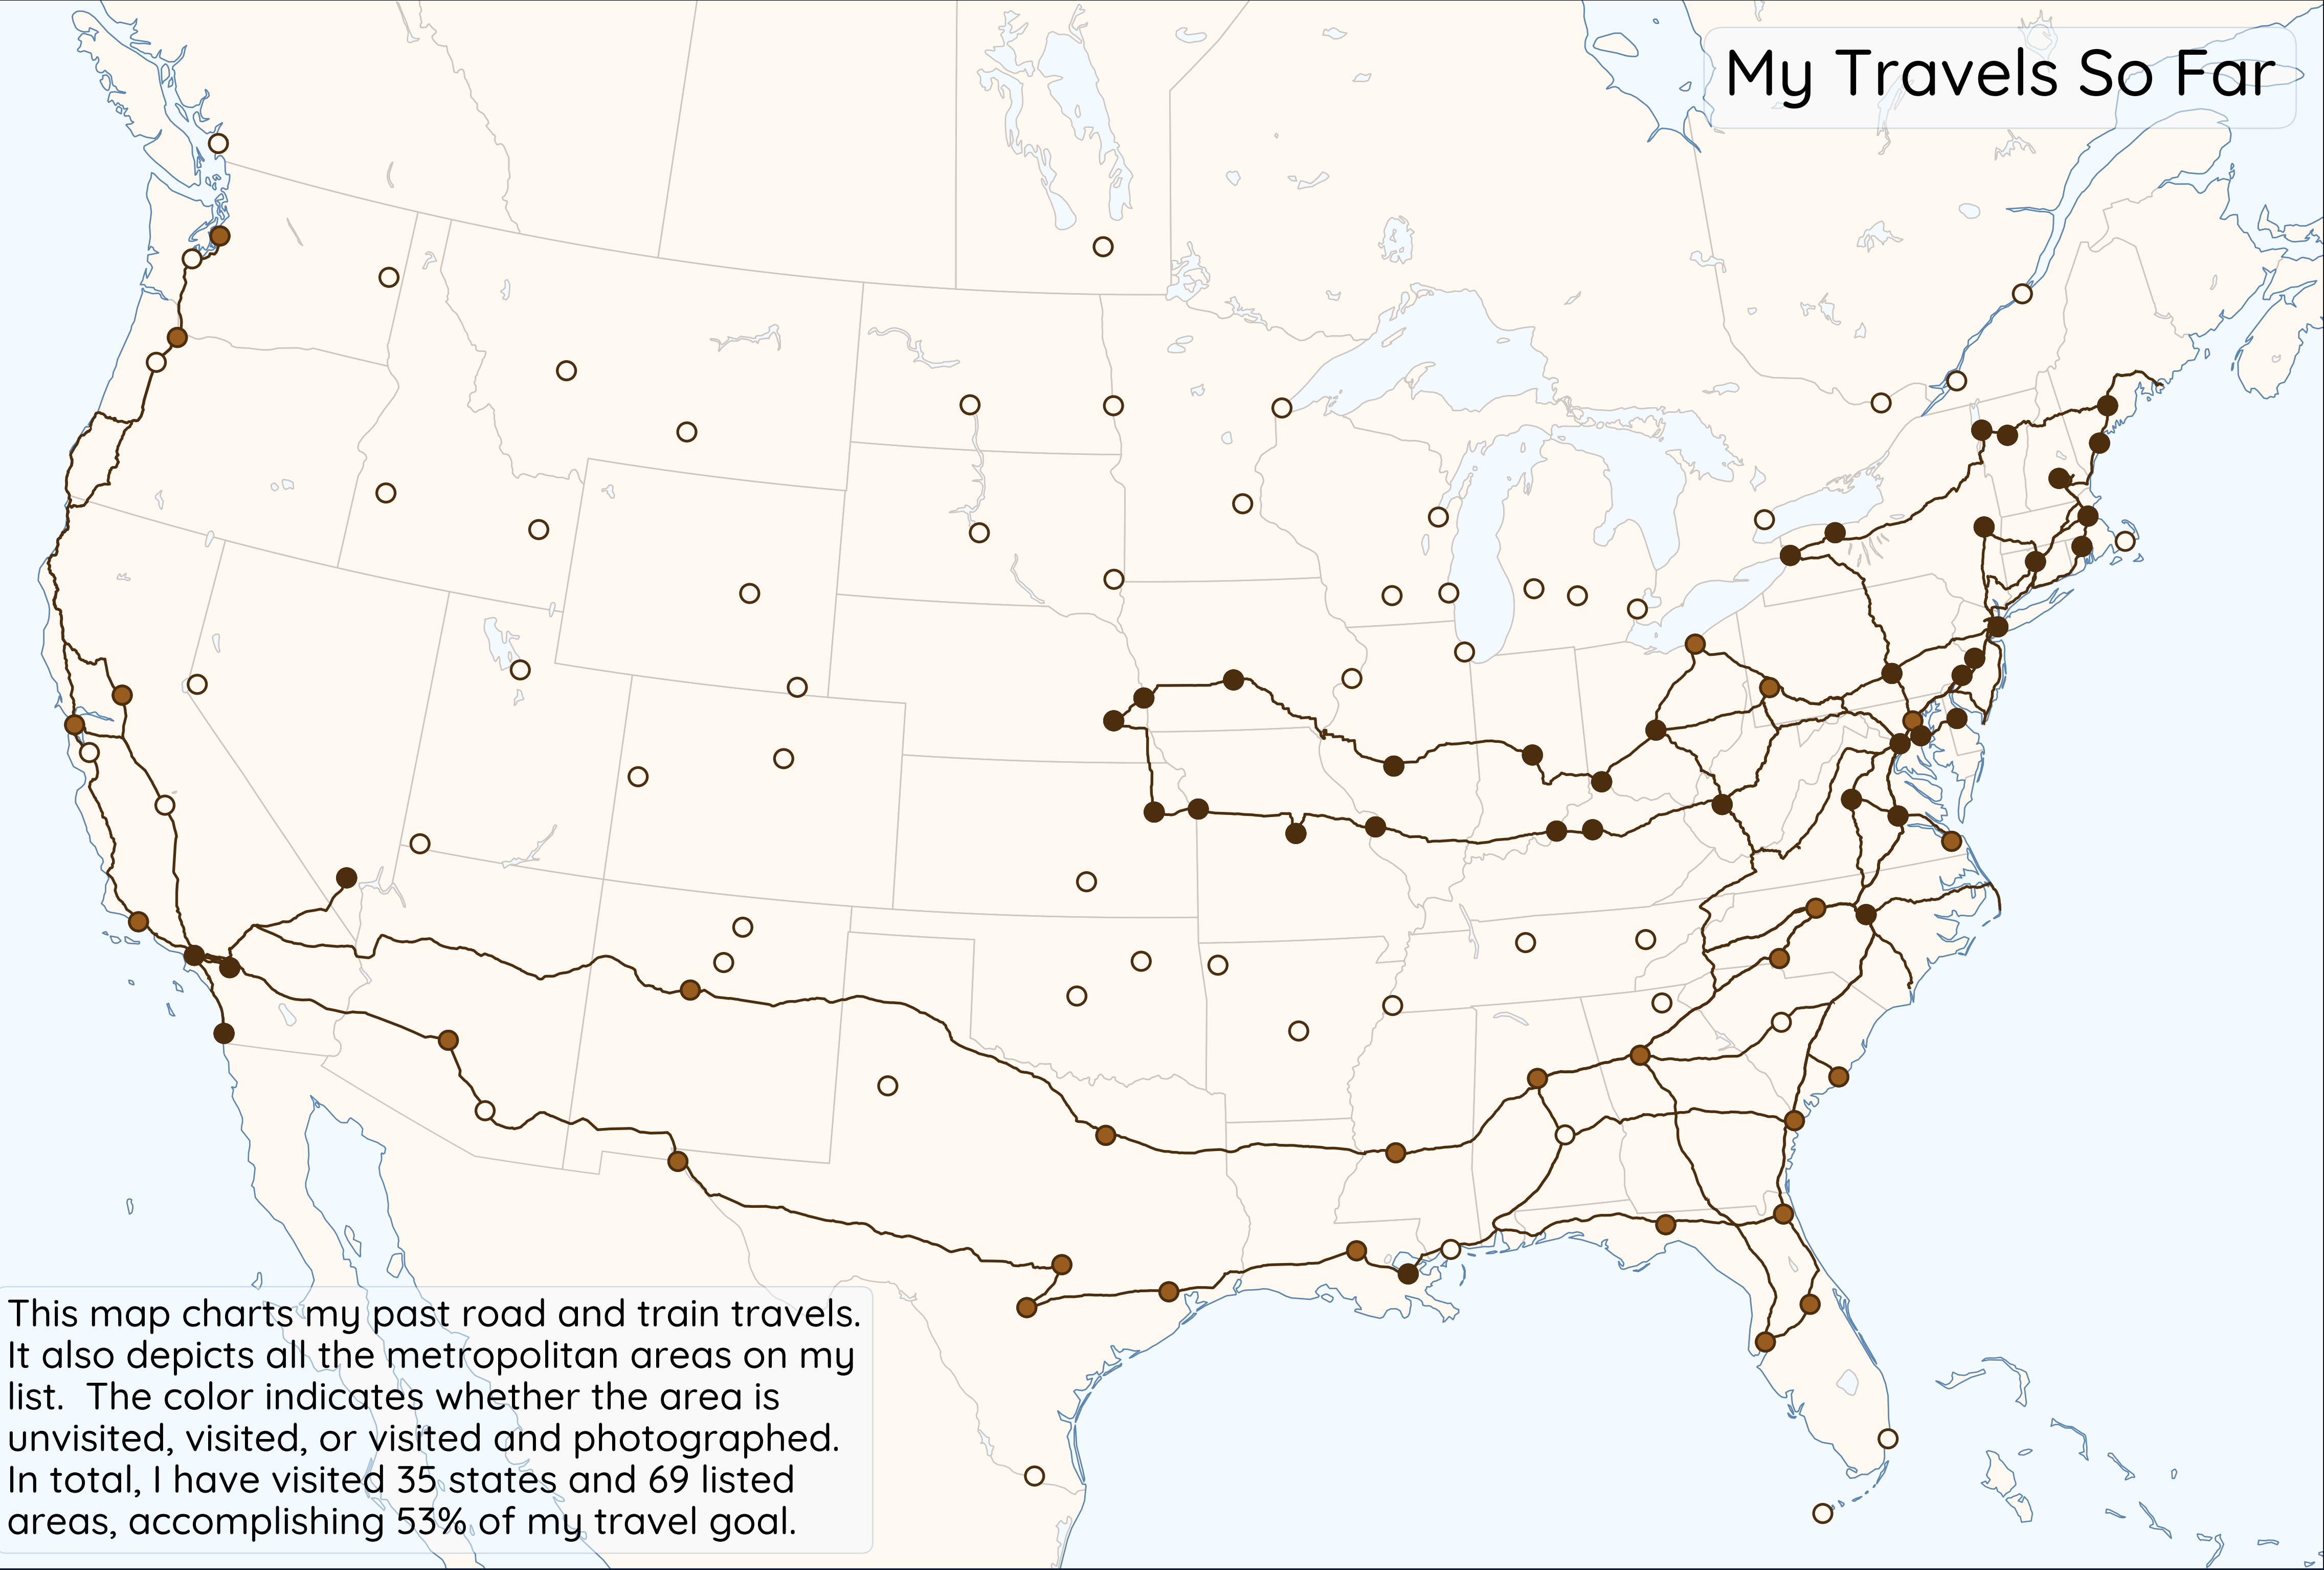 My Travels So Far
This map charts my past road and train travels.
It also depicts all the metropolitan areas on my
list.  The color indicates whether the area is
unvisited, visited, or visited and photographed.
In total, I have visited 35 states and 69 listed
areas, accomplishing 53% of my travel goal.